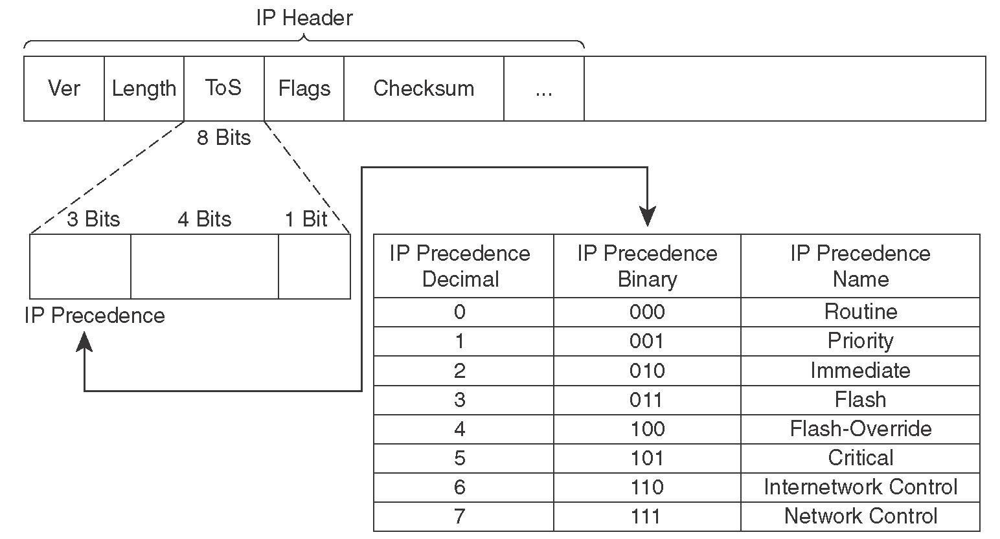 IP Header
Ver Length ToS Flags Checksum ...
8 Bits
3 Bits 4 Bits 1 Bit
IP Precedence
IP Precedence Decimal IP Precedence Binary IP Precedence Name
0 000 Routine
1 001 Priority
2 010 Immediate
3 011 Flash
4 100 Flash-Override
5 101 Critical
6 110 Internetwork Control
7 111 Network Control